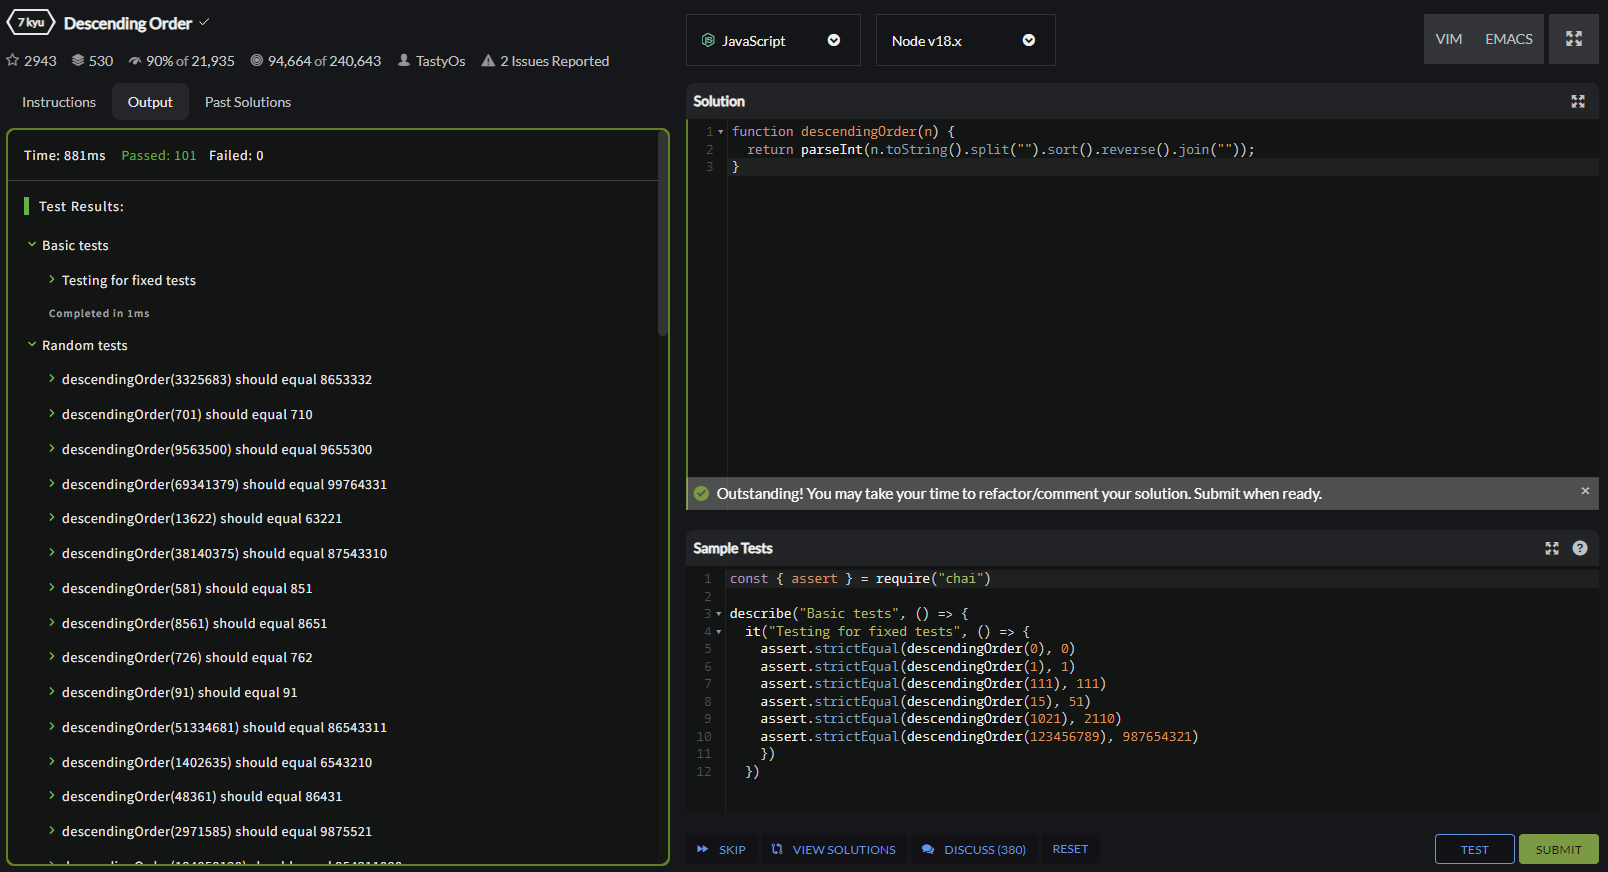 7 kyu Descending Order
2943 530 90% of 21,935 94,664 of 240,643 TastyOs 2 Issues Reported
Instructions Output Past Solutions
Time: 881ms Passed: 101 Failed: 0
Test Results:
Basic tests
Testing for fixed tests
Completed in 1ms
Random tests
descendingOrder(3325683) should equal 8653332
descendingOrder(701) should equal 710
descendingOrder(9563500) should equal 9655300
descendingOrder(69341379) should equal 99764331
descendingOrder(13622) should equal 63221
descendingOrder(38140375) should equal 87543310
descendingOrder(581) should equal 851
descendingOrder(8561) should equal 8651
descendingOrder(726) should equal 762
descendingOrder(91) should equal 91
descendingOrder(51334681) should equal 86543311
descendingOrder(1402635) should equal 6543210
descendingOrder(48361) should equal 86431
descendingOrder(2971585) should equal 9875521
JavaScript Node v18.x VIM EMACS
Solution
1 function descendingOrder(n) {
2 return parseInt(n.toString().split("").sort().reverse().join(""));
3 }
Outstanding! You may take your time to refactor/comment your solution. Submit when ready. ×
Sample Tests ?
1 const { assert } = require("chai")
2
3 describe("Basic tests", () => {
4 it("Testing for fixed tests", () => {
5 assert.strictEqual(descendingOrder(0), 0)
6 assert.strictEqual(descendingOrder(1), 1)
7 assert.strictEqual(descendingOrder(111), 111)
8 assert.strictEqual(descendingOrder(15), 51)
9 assert.strictEqual(descendingOrder(1021), 2110)
10 assert.strictEqual(descendingOrder(123456789), 987654321)
11 })
12 })
SKIP VIEW SOLUTIONS DISCUSS (380) RESET TEST SUBMIT